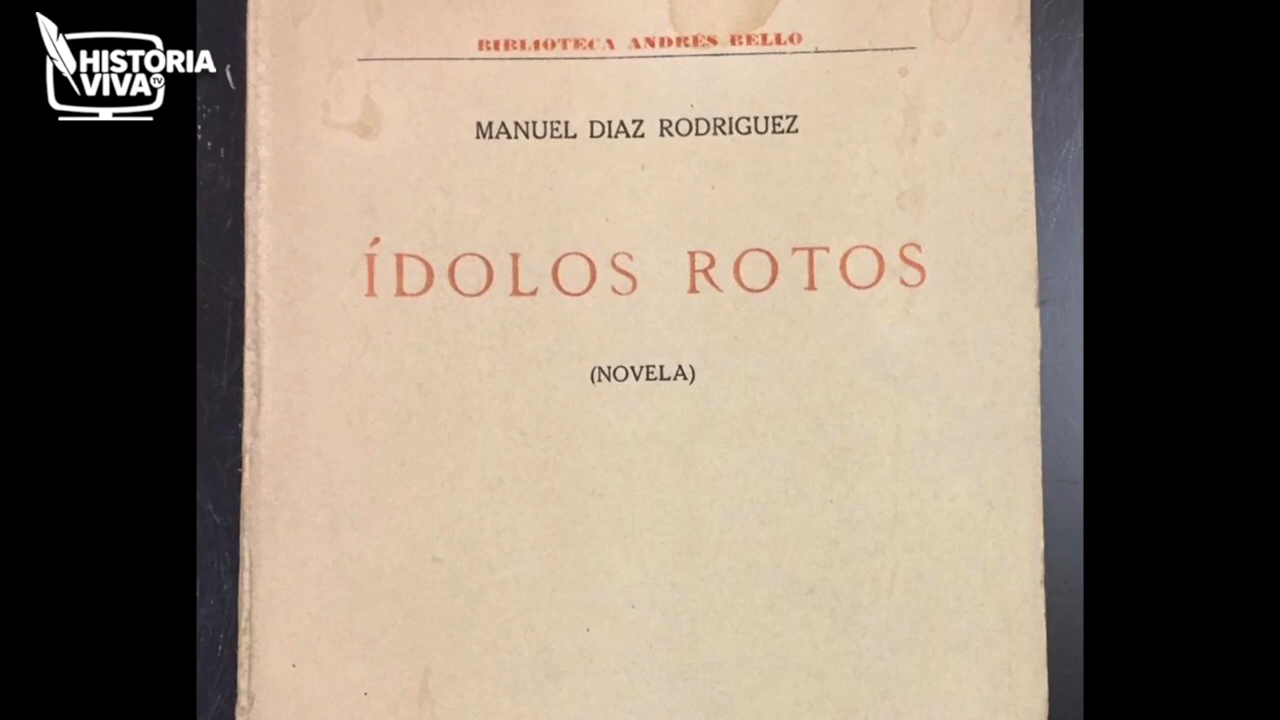 HISTORIA
VIVA TV
BIBLIOTECA ANDRÉS BELLO
MANUEL DIAZ RODRIGUEZ
ÍDOLOS ROTOS
(NOVELA)